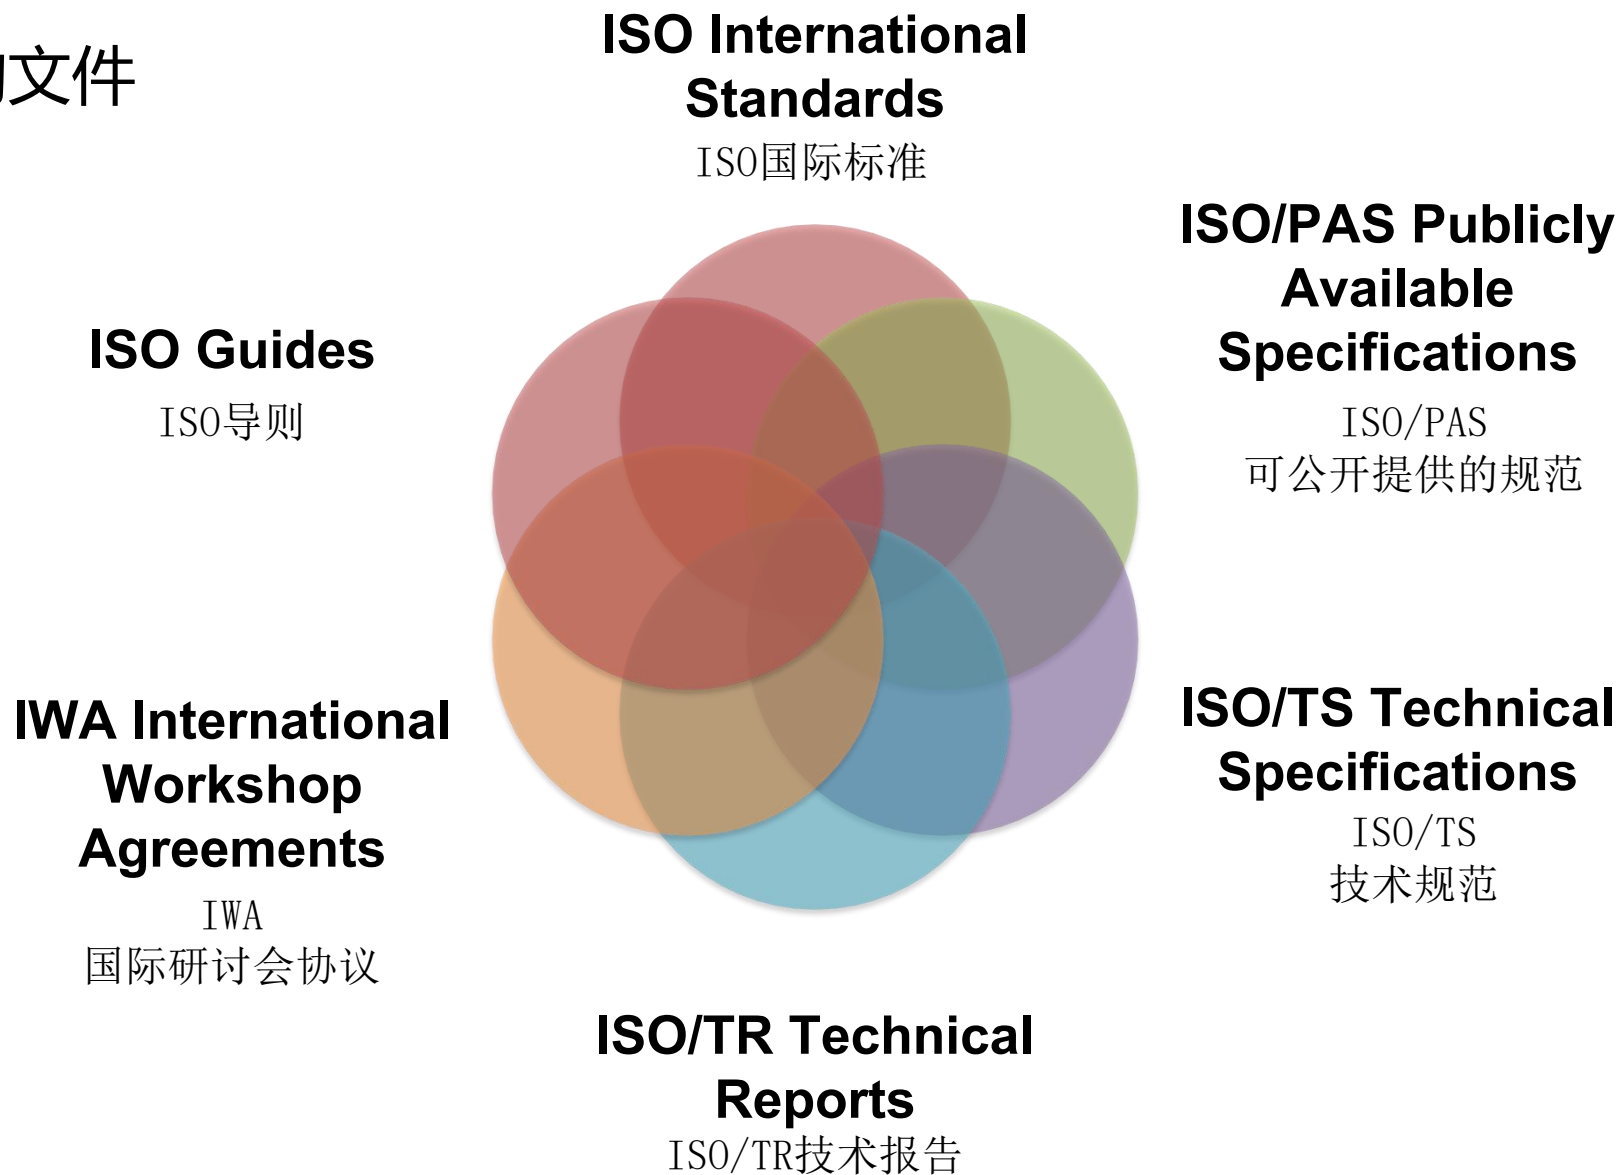 文件
ISO International
Standards
ISO国际标准
ISO/PAS Publicly
Available
Specifications
ISO/PAS
可公开提供的规范
ISO Guides
ISO导则
ISO/TS Technical
Specifications
ISO/TS
技术规范
IWA International
Workshop
Agreements
IWA
国际研讨会协议
ISO/TR Technical
Reports
ISO/TR技术报告